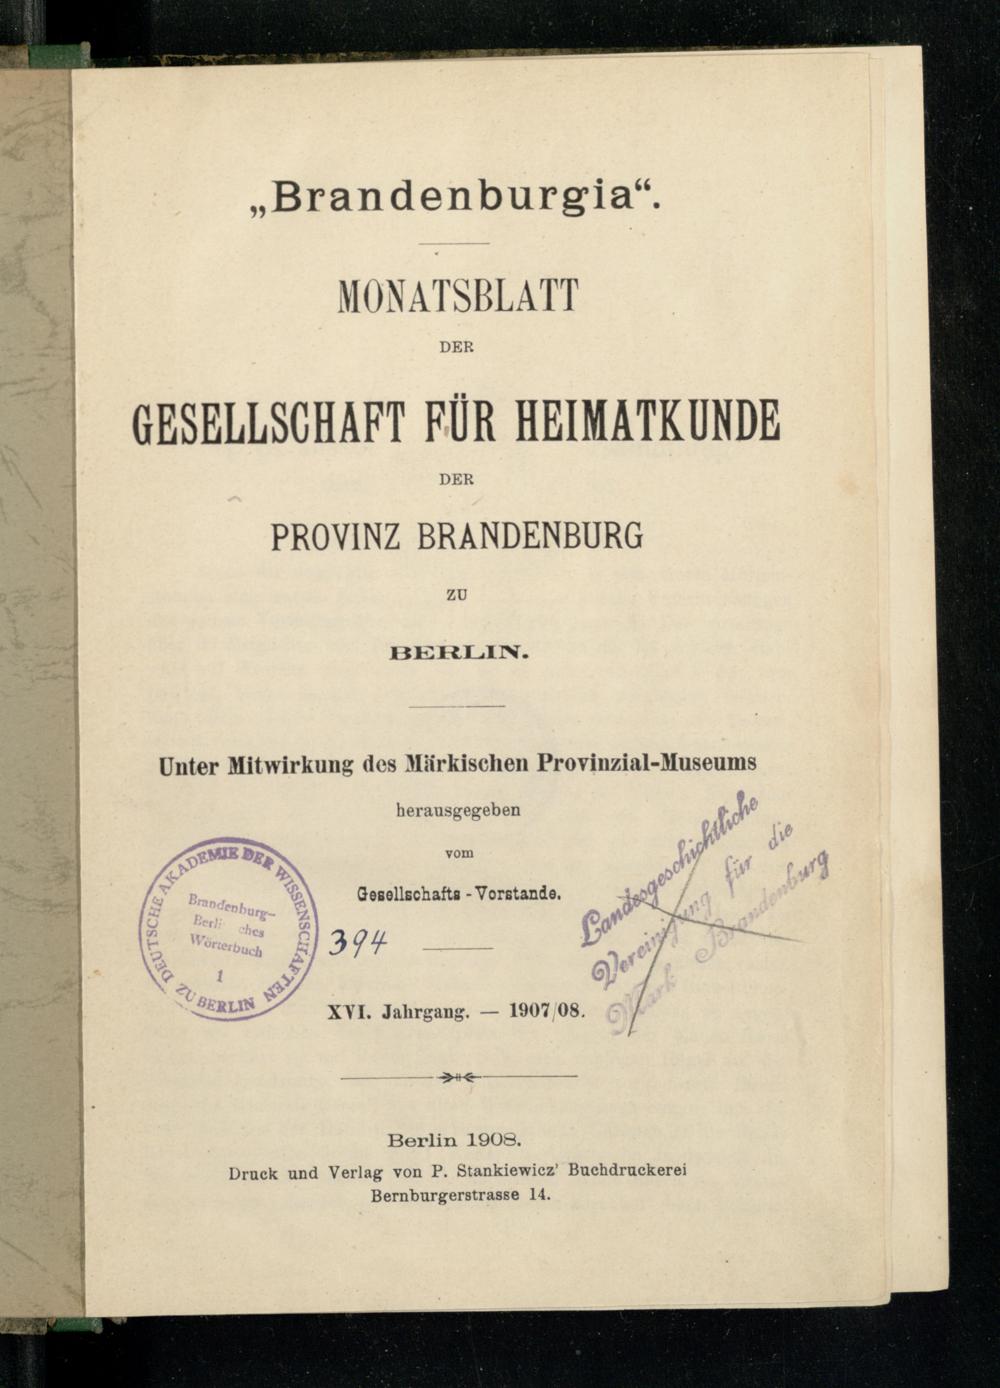 „Brandenburgia“.
MONATSBLATT
DER
GESELLSCHAFT FÜR HEIMATKUNDE
DER
PROVINZ BRANDENBURG
ZU
BERLIN.
Unter Mitwirkung des Märkischen Provinzial-Museums
herausgegeben
vom
Gesellschafts-Vorstande.
DEUTSCHE AKADEMIE DER WISSENSCHAFTEN
ZU BERLIN
Brandenburg-
Berli ches
Wörterbuch
1
394
Landesgeschichtliche
Vereinigung für die
Mark Brandenburg
XVI. Jahrgang. — 1907/08.
Berlin 1908.
Druck und Verlag von P. Stankiewicz' Buchdruckerei
Bernburgerstrasse 14.